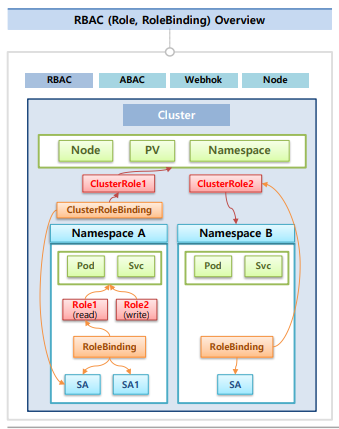 RBAC (Role, RoleBinding) Overview
RBAC
ABAC
Webhok
Node
Cluster
Node
PV
Namespace
ClusterRole1
ClusterRole2
ClusterRoleBinding
Namespace A
Namespace B
Pod
Svc
Pod
Svc
Role1
(read)
Role2
(write)
RoleBinding
RoleBinding
SA
SA1
SA